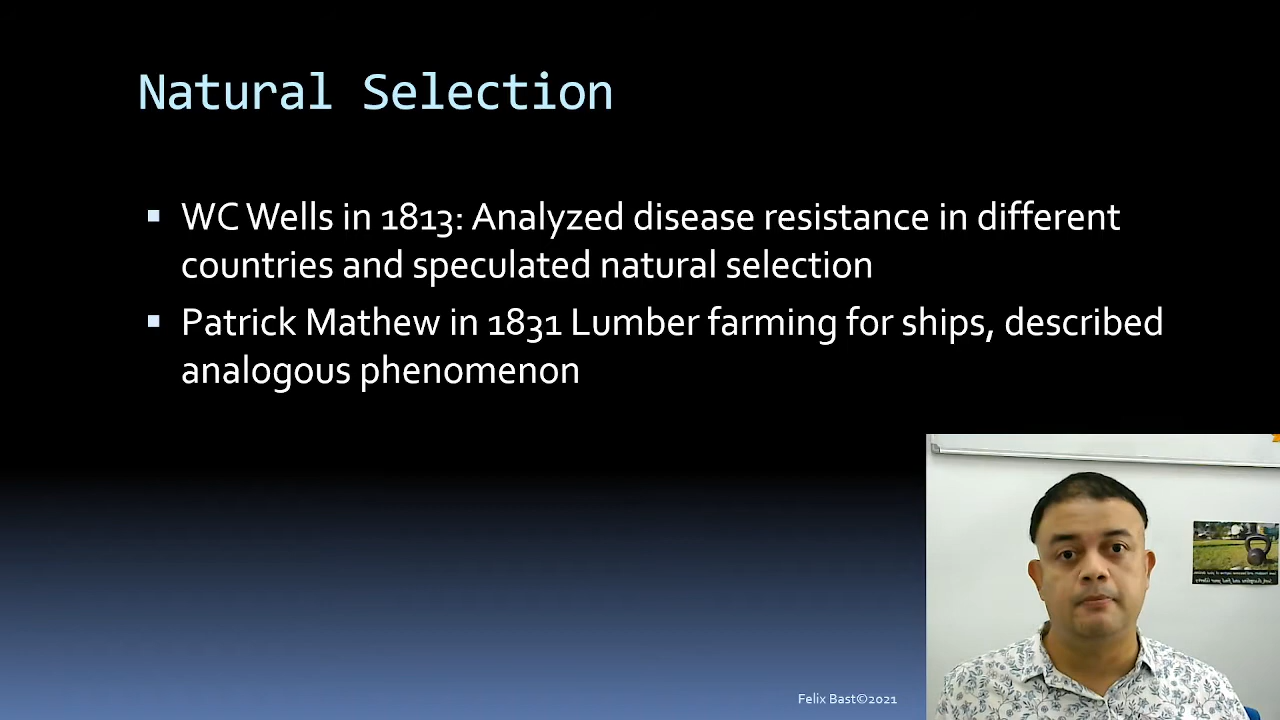 Natural Selection
WC Wells in 1813: Analyzed disease resistance in different
countries and speculated natural selection
Patrick Mathew in 1831 Lumber farming for ships, described
analogous phenomenon
Felix Bast©2021